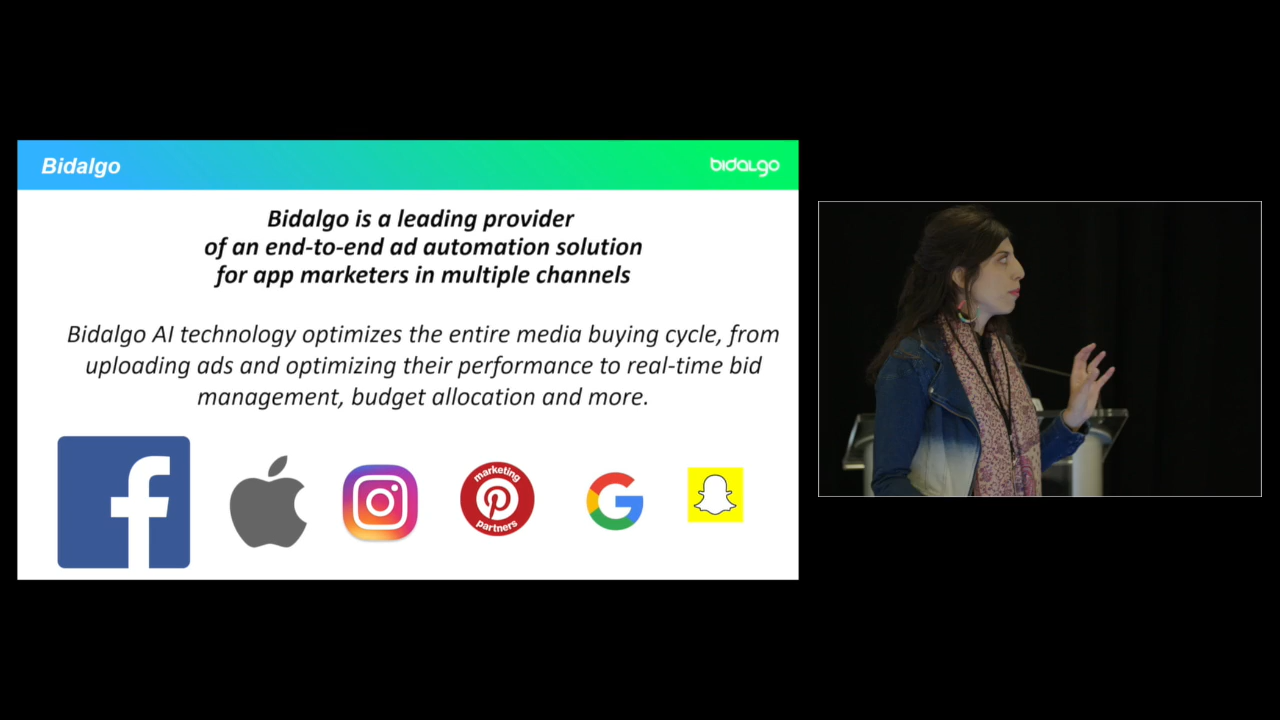 Bidalgo
bidalgo
Bidalgo is a leading provider
of an end-to-end ad automation solution
for app marketers in multiple channels
Bidalgo AI technology optimizes the entire media buying cycle, from
uploading ads and optimizing their performance to real-time bid
management, budget allocation and more.
marketing
partners